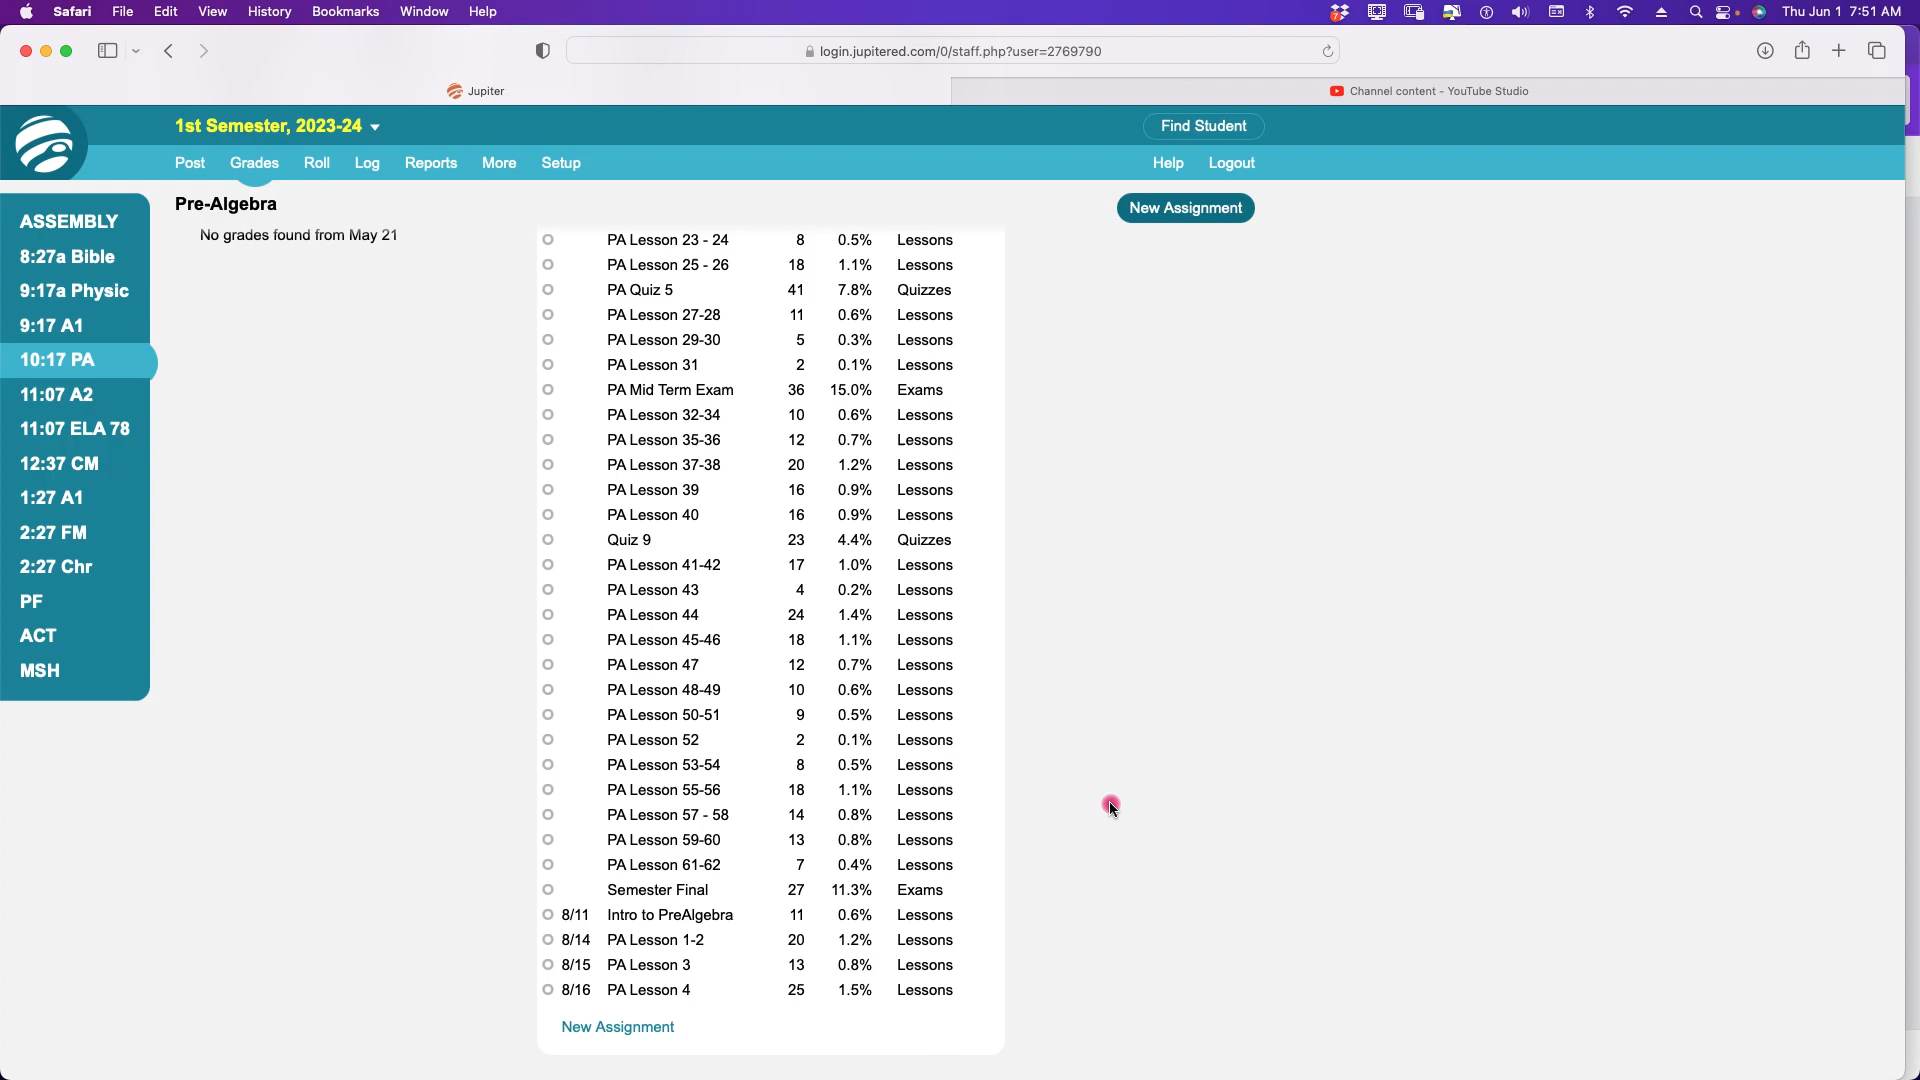 Safari File Edit View History Bookmarks Window Help
7
Thu Jun 1 7:51 AM
login.jupitered.com/0/staff.php?user=2769790
Jupiter
Channel content - YouTube Studio
1st Semester, 2023-24
Find Student
Post Grades Roll Log Reports More Setup
Help Logout
ASSEMBLY
8:27a Bible
9:17a Physic
9:17 A1
10:17 PA
11:07 A2
11:07 ELA 78
12:37 CM
1:27 A1
2:27 FM
2:27 Chr
PF
ACT
MSH
Pre-Algebra
New Assignment
No grades found from May 21
PA Lesson 23 - 24 8 0.5% Lessons
PA Lesson 25 - 26 18 1.1% Lessons
PA Quiz 5 41 7.8% Quizzes
PA Lesson 27-28 11 0.6% Lessons
PA Lesson 29-30 5 0.3% Lessons
PA Lesson 31 2 0.1% Lessons
PA Mid Term Exam 36 15.0% Exams
PA Lesson 32-34 10 0.6% Lessons
PA Lesson 35-36 12 0.7% Lessons
PA Lesson 37-38 20 1.2% Lessons
PA Lesson 39 16 0.9% Lessons
PA Lesson 40 16 0.9% Lessons
Quiz 9 23 4.4% Quizzes
PA Lesson 41-42 17 1.0% Lessons
PA Lesson 43 4 0.2% Lessons
PA Lesson 44 24 1.4% Lessons
PA Lesson 45-46 18 1.1% Lessons
PA Lesson 47 12 0.7% Lessons
PA Lesson 48-49 10 0.6% Lessons
PA Lesson 50-51 9 0.5% Lessons
PA Lesson 52 2 0.1% Lessons
PA Lesson 53-54 8 0.5% Lessons
PA Lesson 55-56 18 1.1% Lessons
PA Lesson 57 - 58 14 0.8% Lessons
PA Lesson 59-60 13 0.8% Lessons
PA Lesson 61-62 7 0.4% Lessons
Semester Final 27 11.3% Exams
8/11 Intro to PreAlgebra 11 0.6% Lessons
8/14 PA Lesson 1-2 20 1.2% Lessons
8/15 PA Lesson 3 13 0.8% Lessons
8/16 PA Lesson 4 25 1.5% Lessons
New Assignment